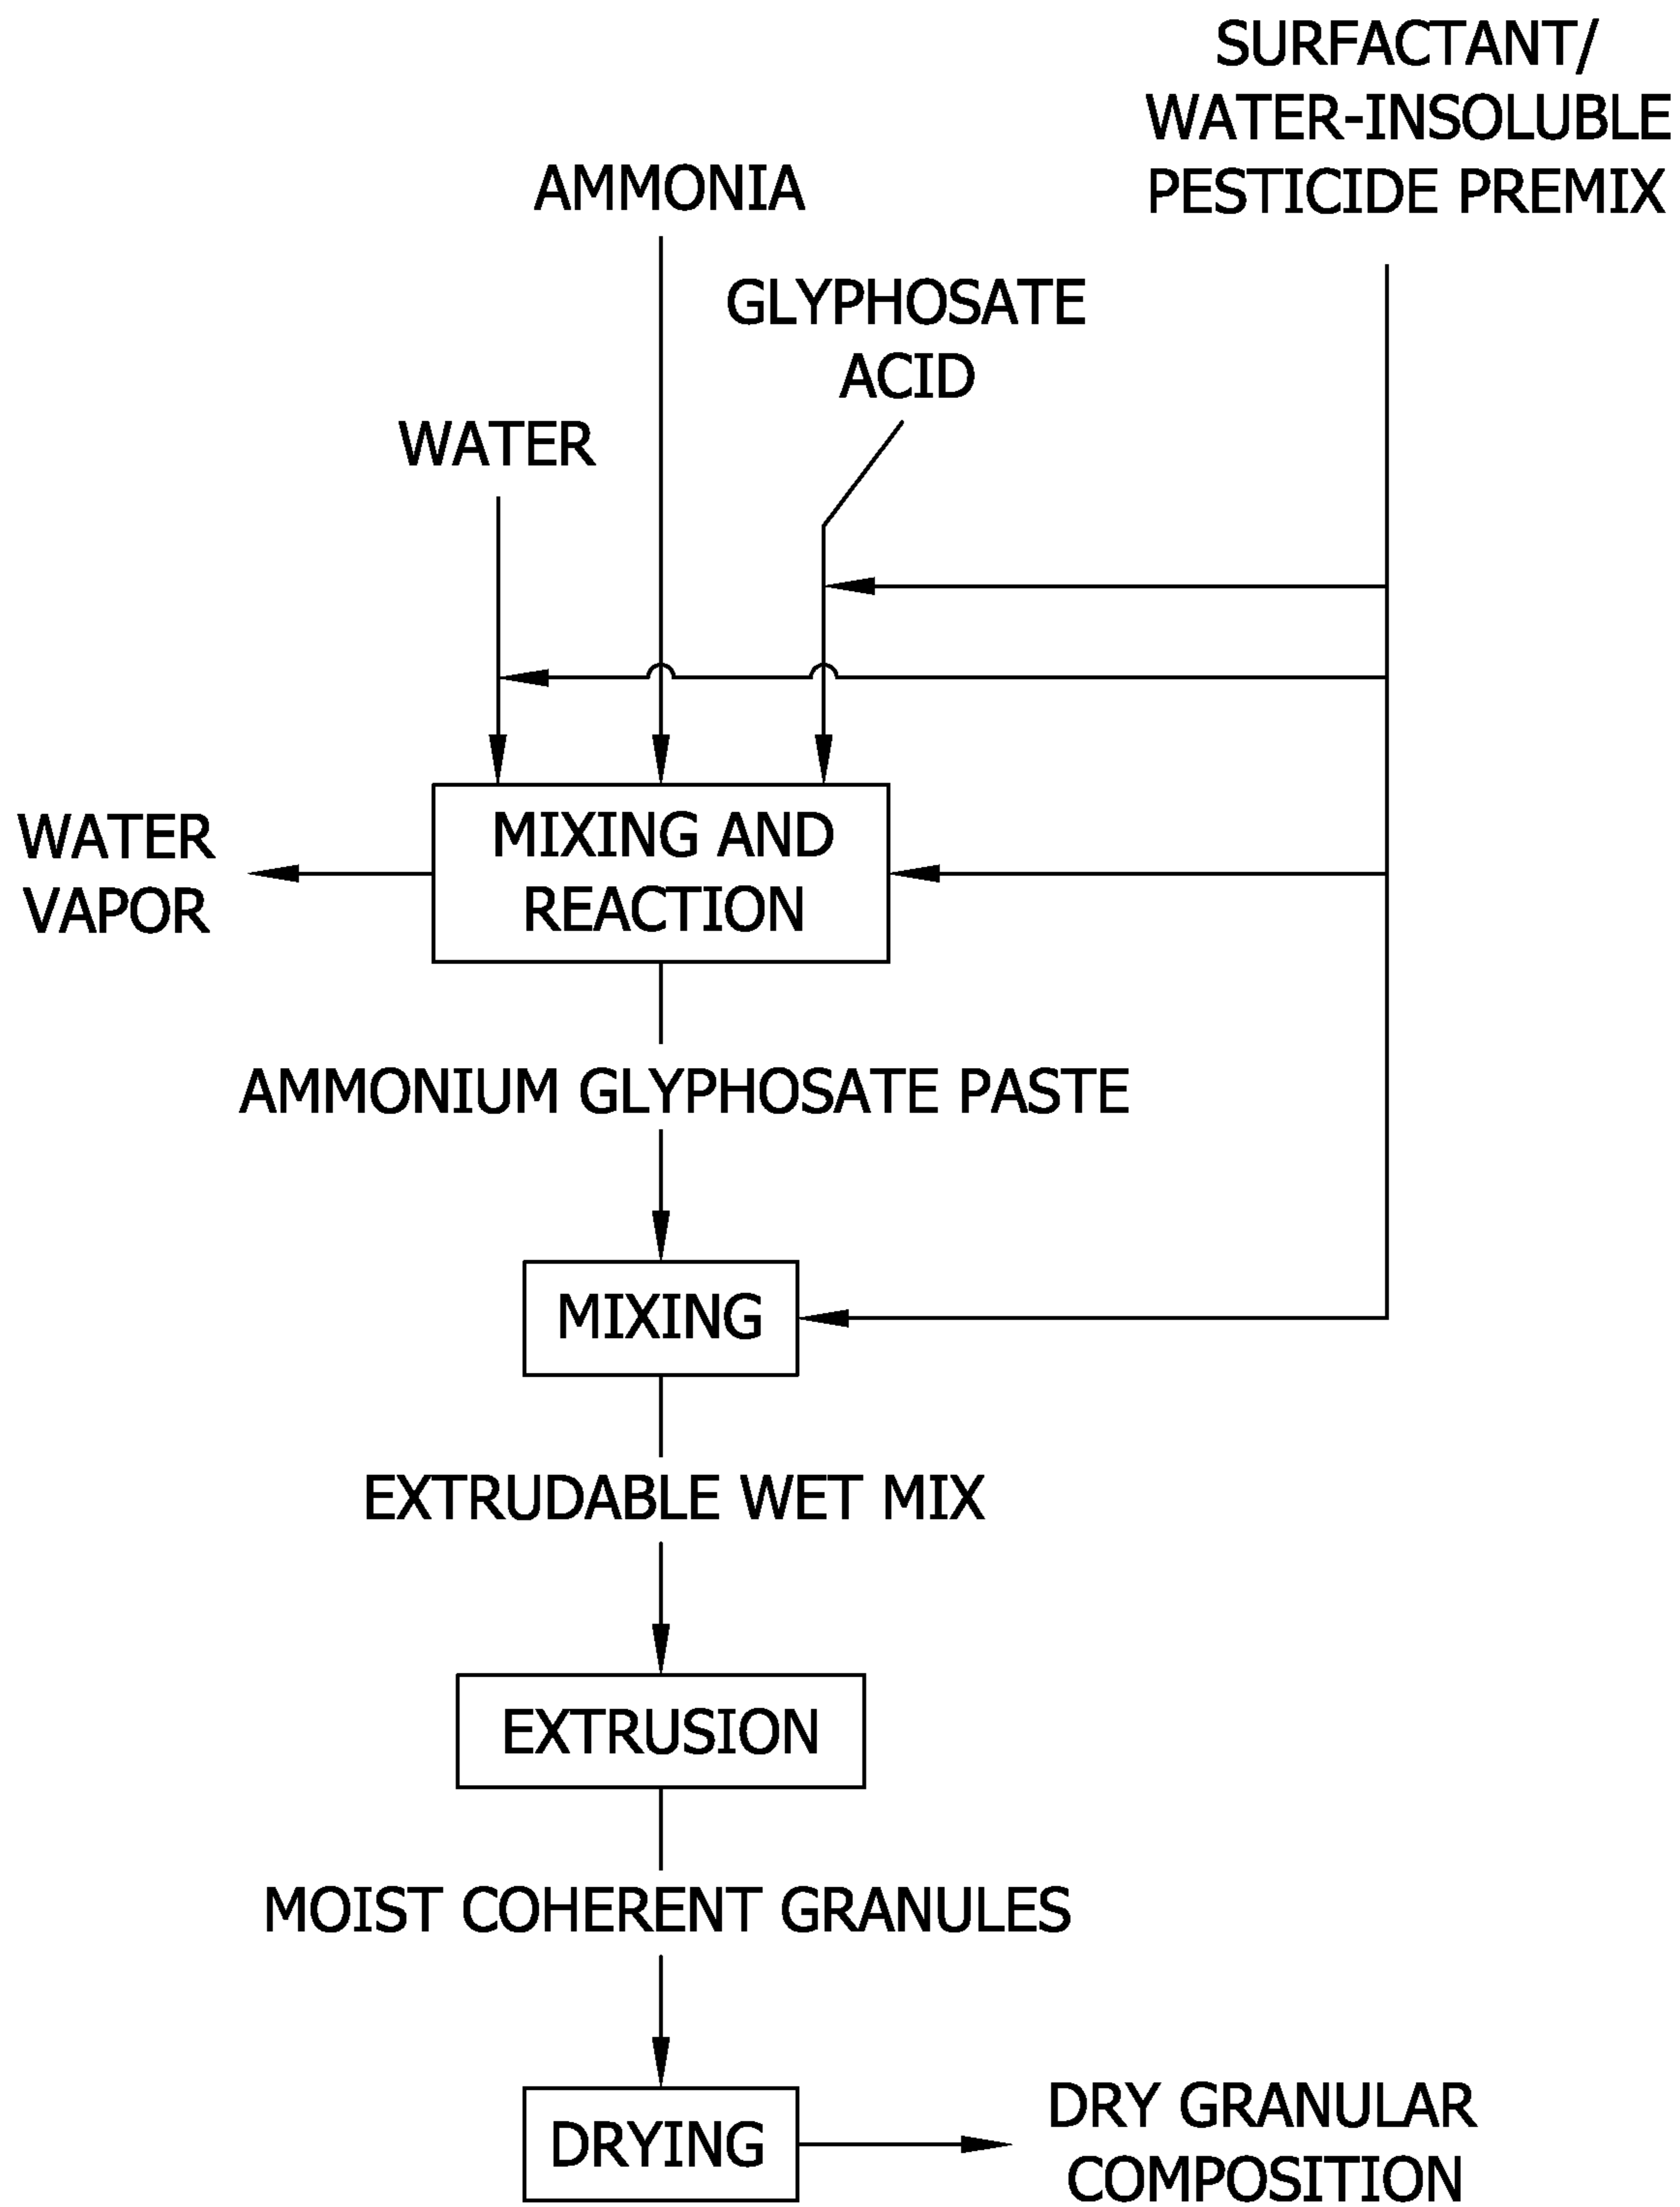 SURFACTANT/
WATER-INSOLUBLE
PESTICIDE PREMIX
AMMONIA
GLYPHOSATE
ACID
WATER
MIXING AND
REACTION
WATER
VAPOR
AMMONIUM GLYPHOSATE PASTE
MIXING
EXTRUDABLE WET MIX
EXTRUSION
MOIST COHERENT GRANULES
DRYING
DRY GRANULAR
COMPOSITION